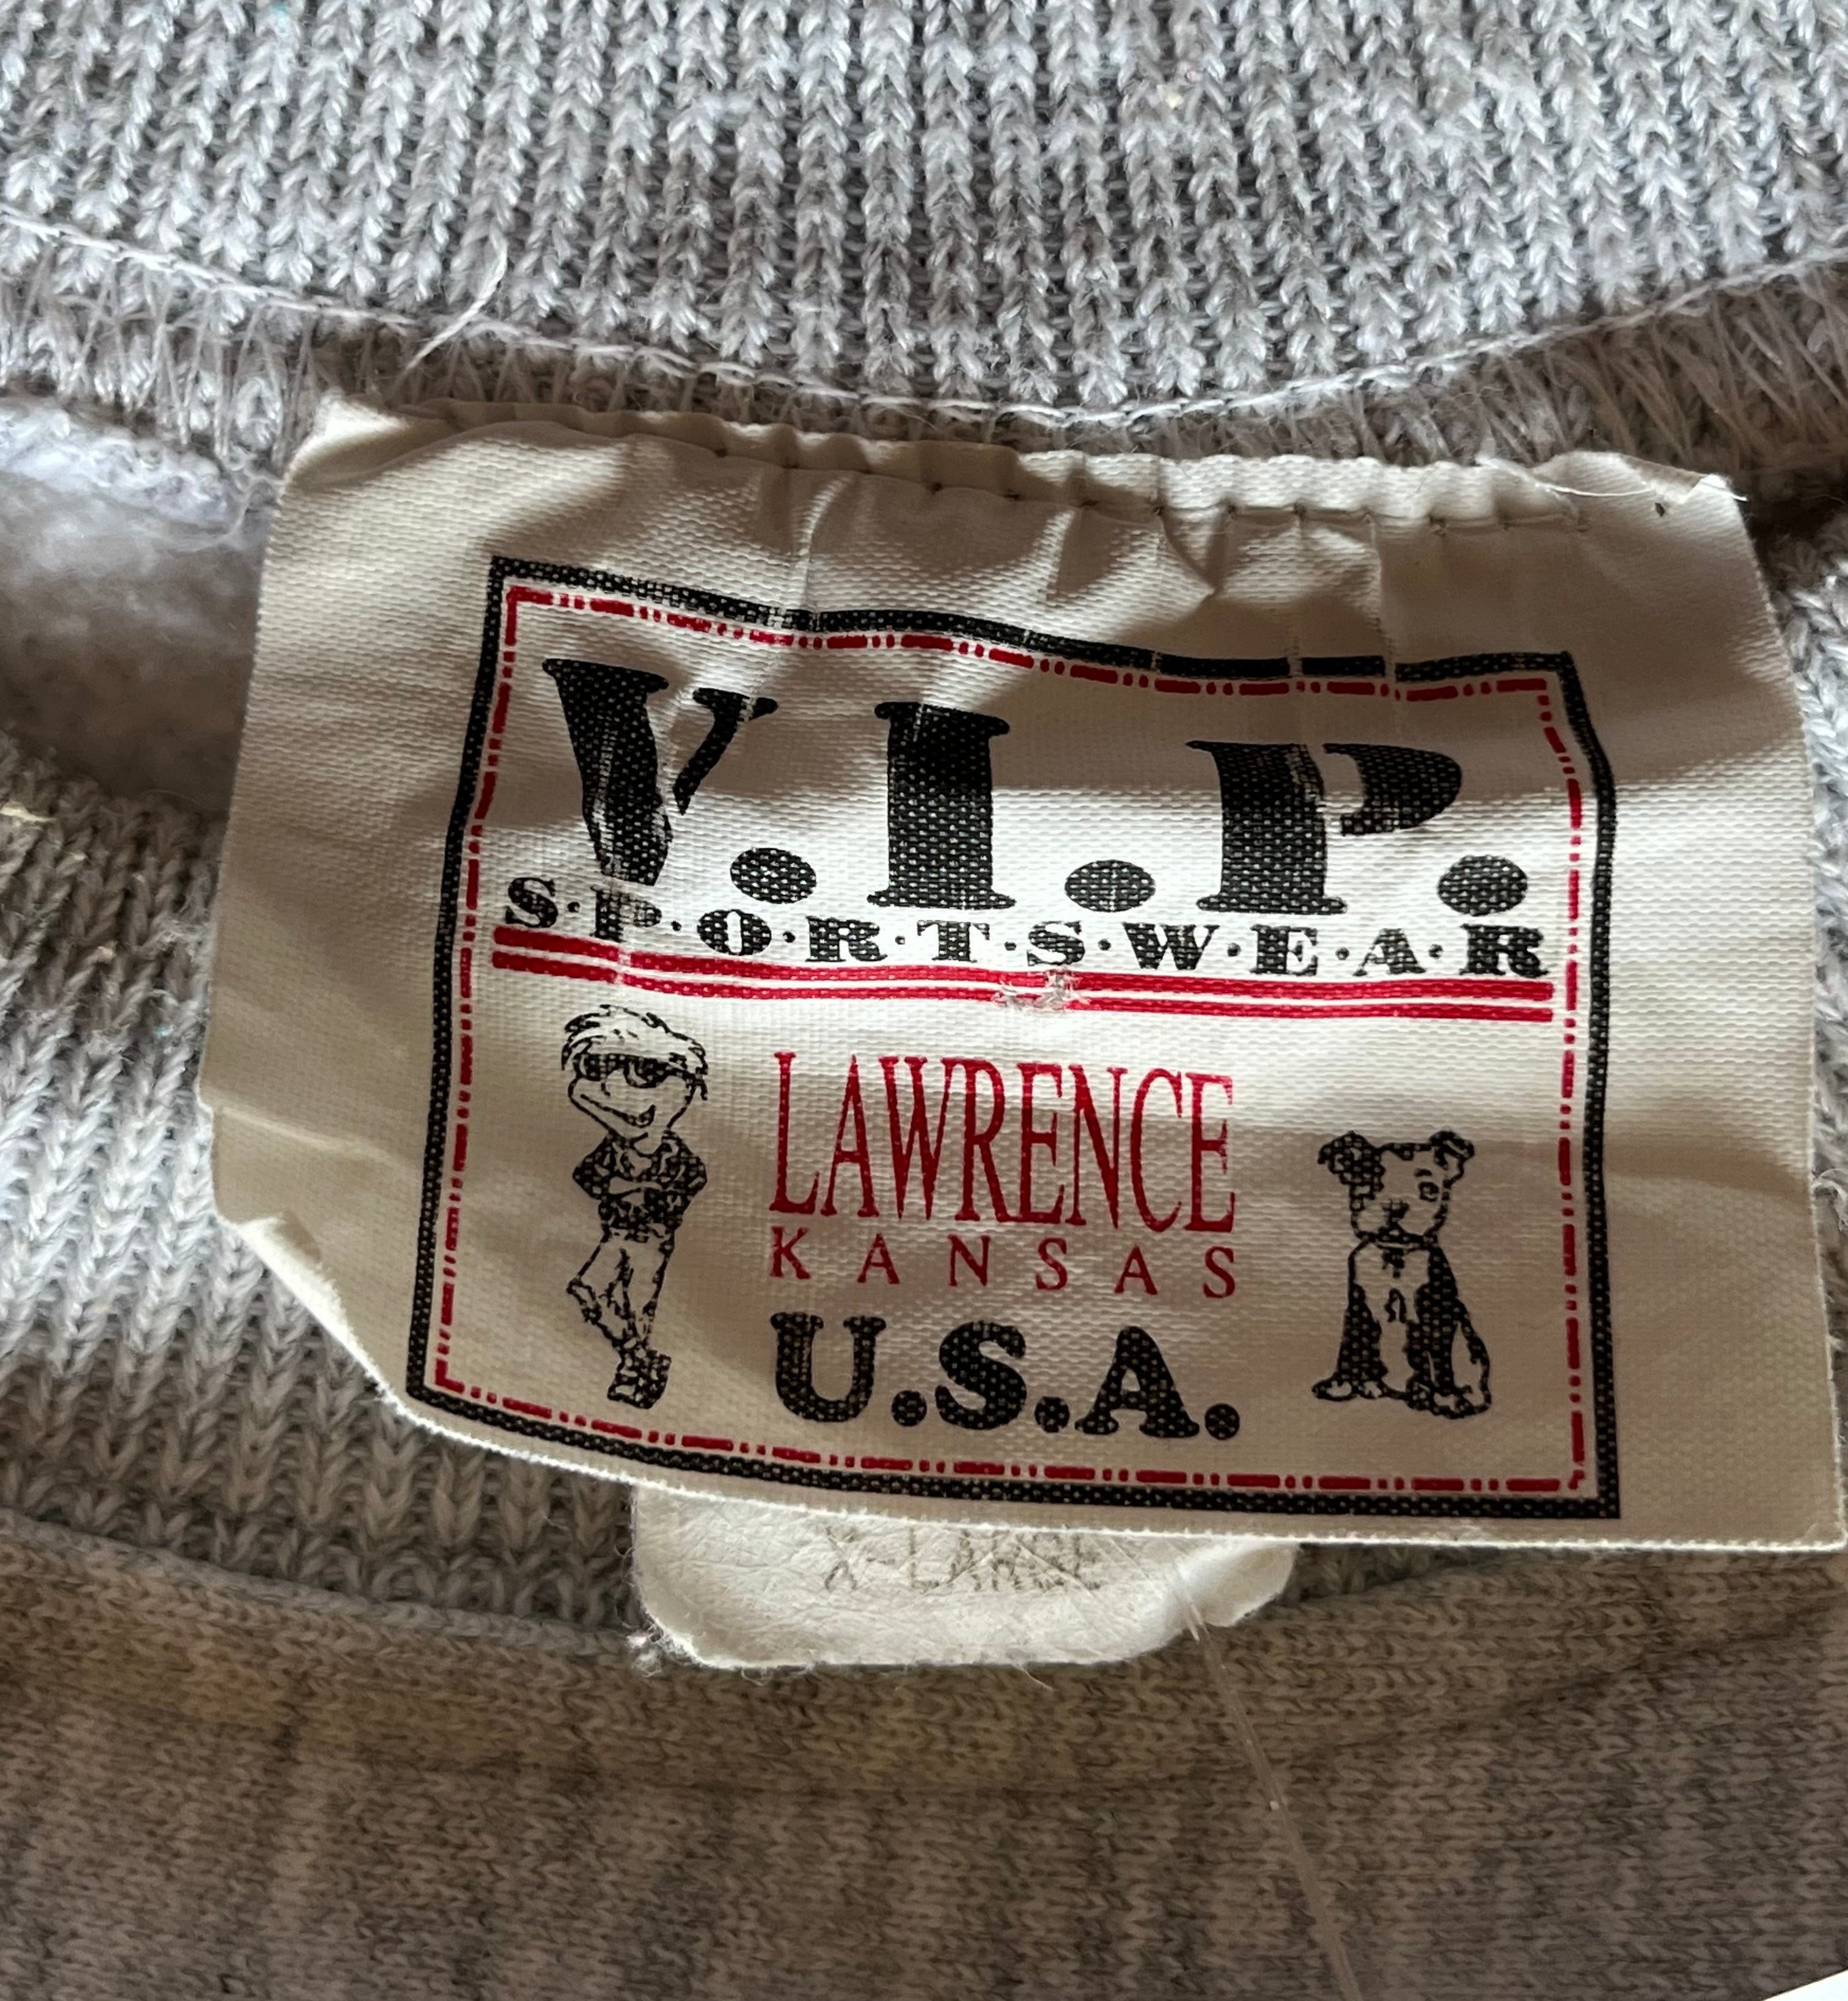 V.I.P.
S·P·O·R·T·S·W·E·A·R
LAWRENCE
KANSAS
U.S.A.
X-LARGE